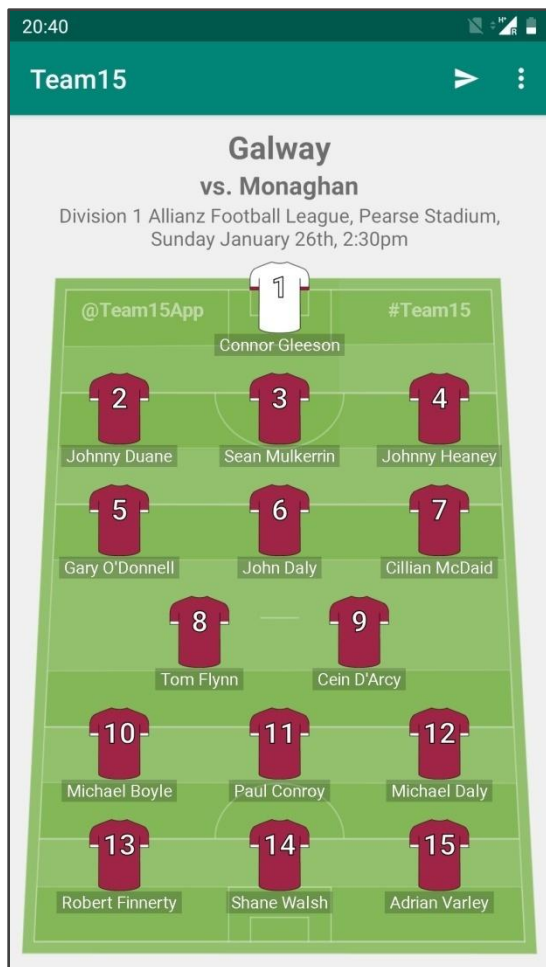 20:40
H+
R
Team15
Galway
vs. Monaghan
Division 1 Allianz Football League, Pearse Stadium,
Sunday January 26th, 2:30pm
1
@Team15App #Team15
Connor Gleeson
2 3 4
Johnny Duane Sean Mulkerrin Johnny Heaney
5 6 7
Gary O'Donnell John Daly Cillian McDaid
8 9
Tom Flynn Cein D'Arcy
10 11 12
Michael Boyle Paul Conroy Michael Daly
13 14 15
Robert Finnerty Shane Walsh Adrian Varley